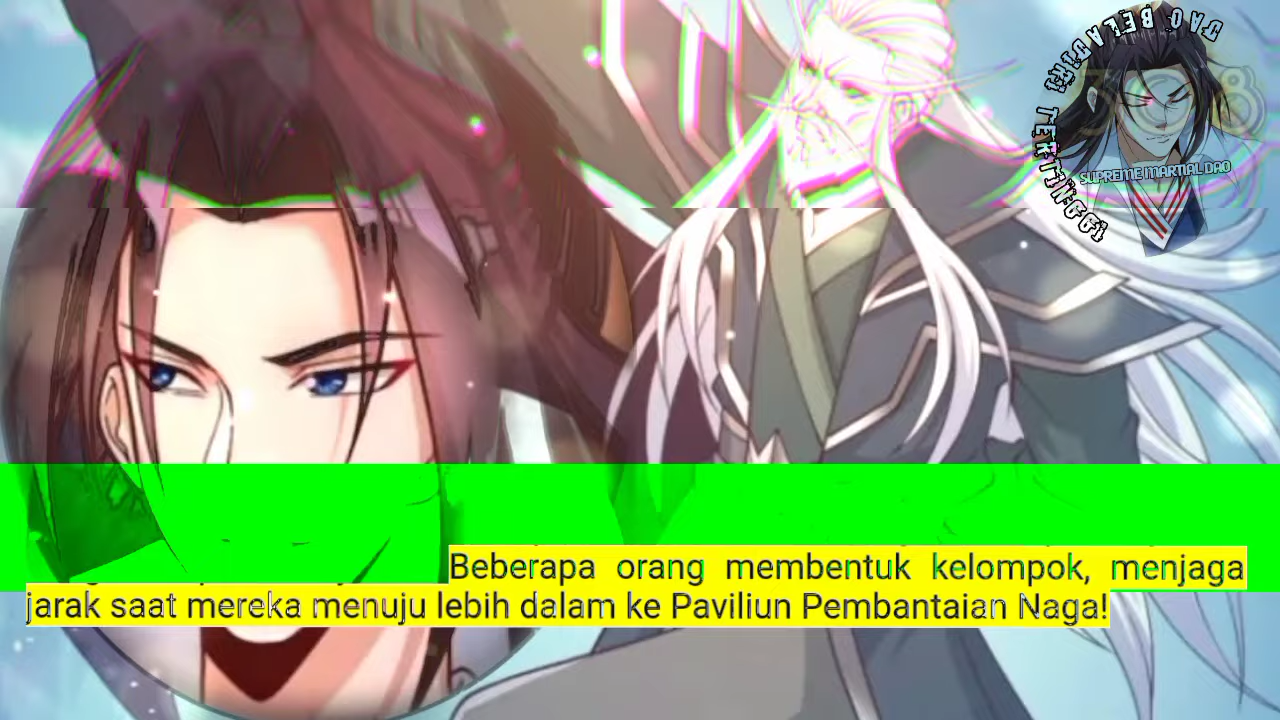 DAO BELADIRI TERTINGGI
SUPREME MARTIAL DAO
Beberapa orang membentuk kelompok, menjaga
jarak saat mereka menuju lebih dalam ke Paviliun Pembantaian Naga!